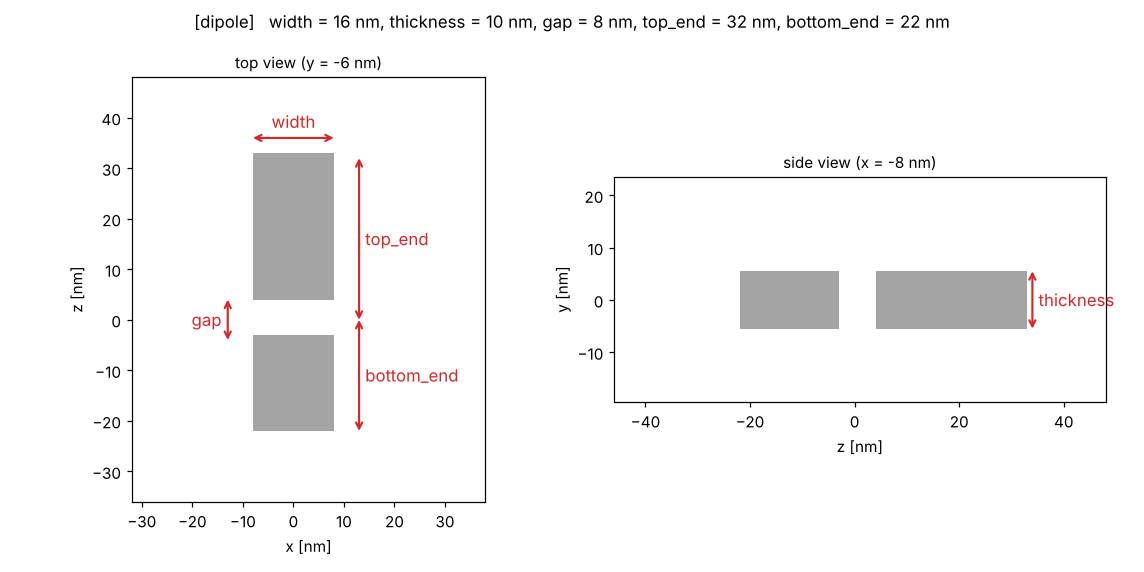 [dipole]   width = 16 nm, thickness = 10 nm, gap = 8 nm, top_end = 32 nm, bottom_end = 22 nm
top view (y = -6 nm)
width
top_end
gap
bottom_end
40
30
20
10
0
−10
−20
−30
z [nm]
−30
−20
−10
0
10
20
30
x [nm]
side view (x = -8 nm)
thickness
20
10
0
−10
y [nm]
−40
−20
0
20
40
z [nm]